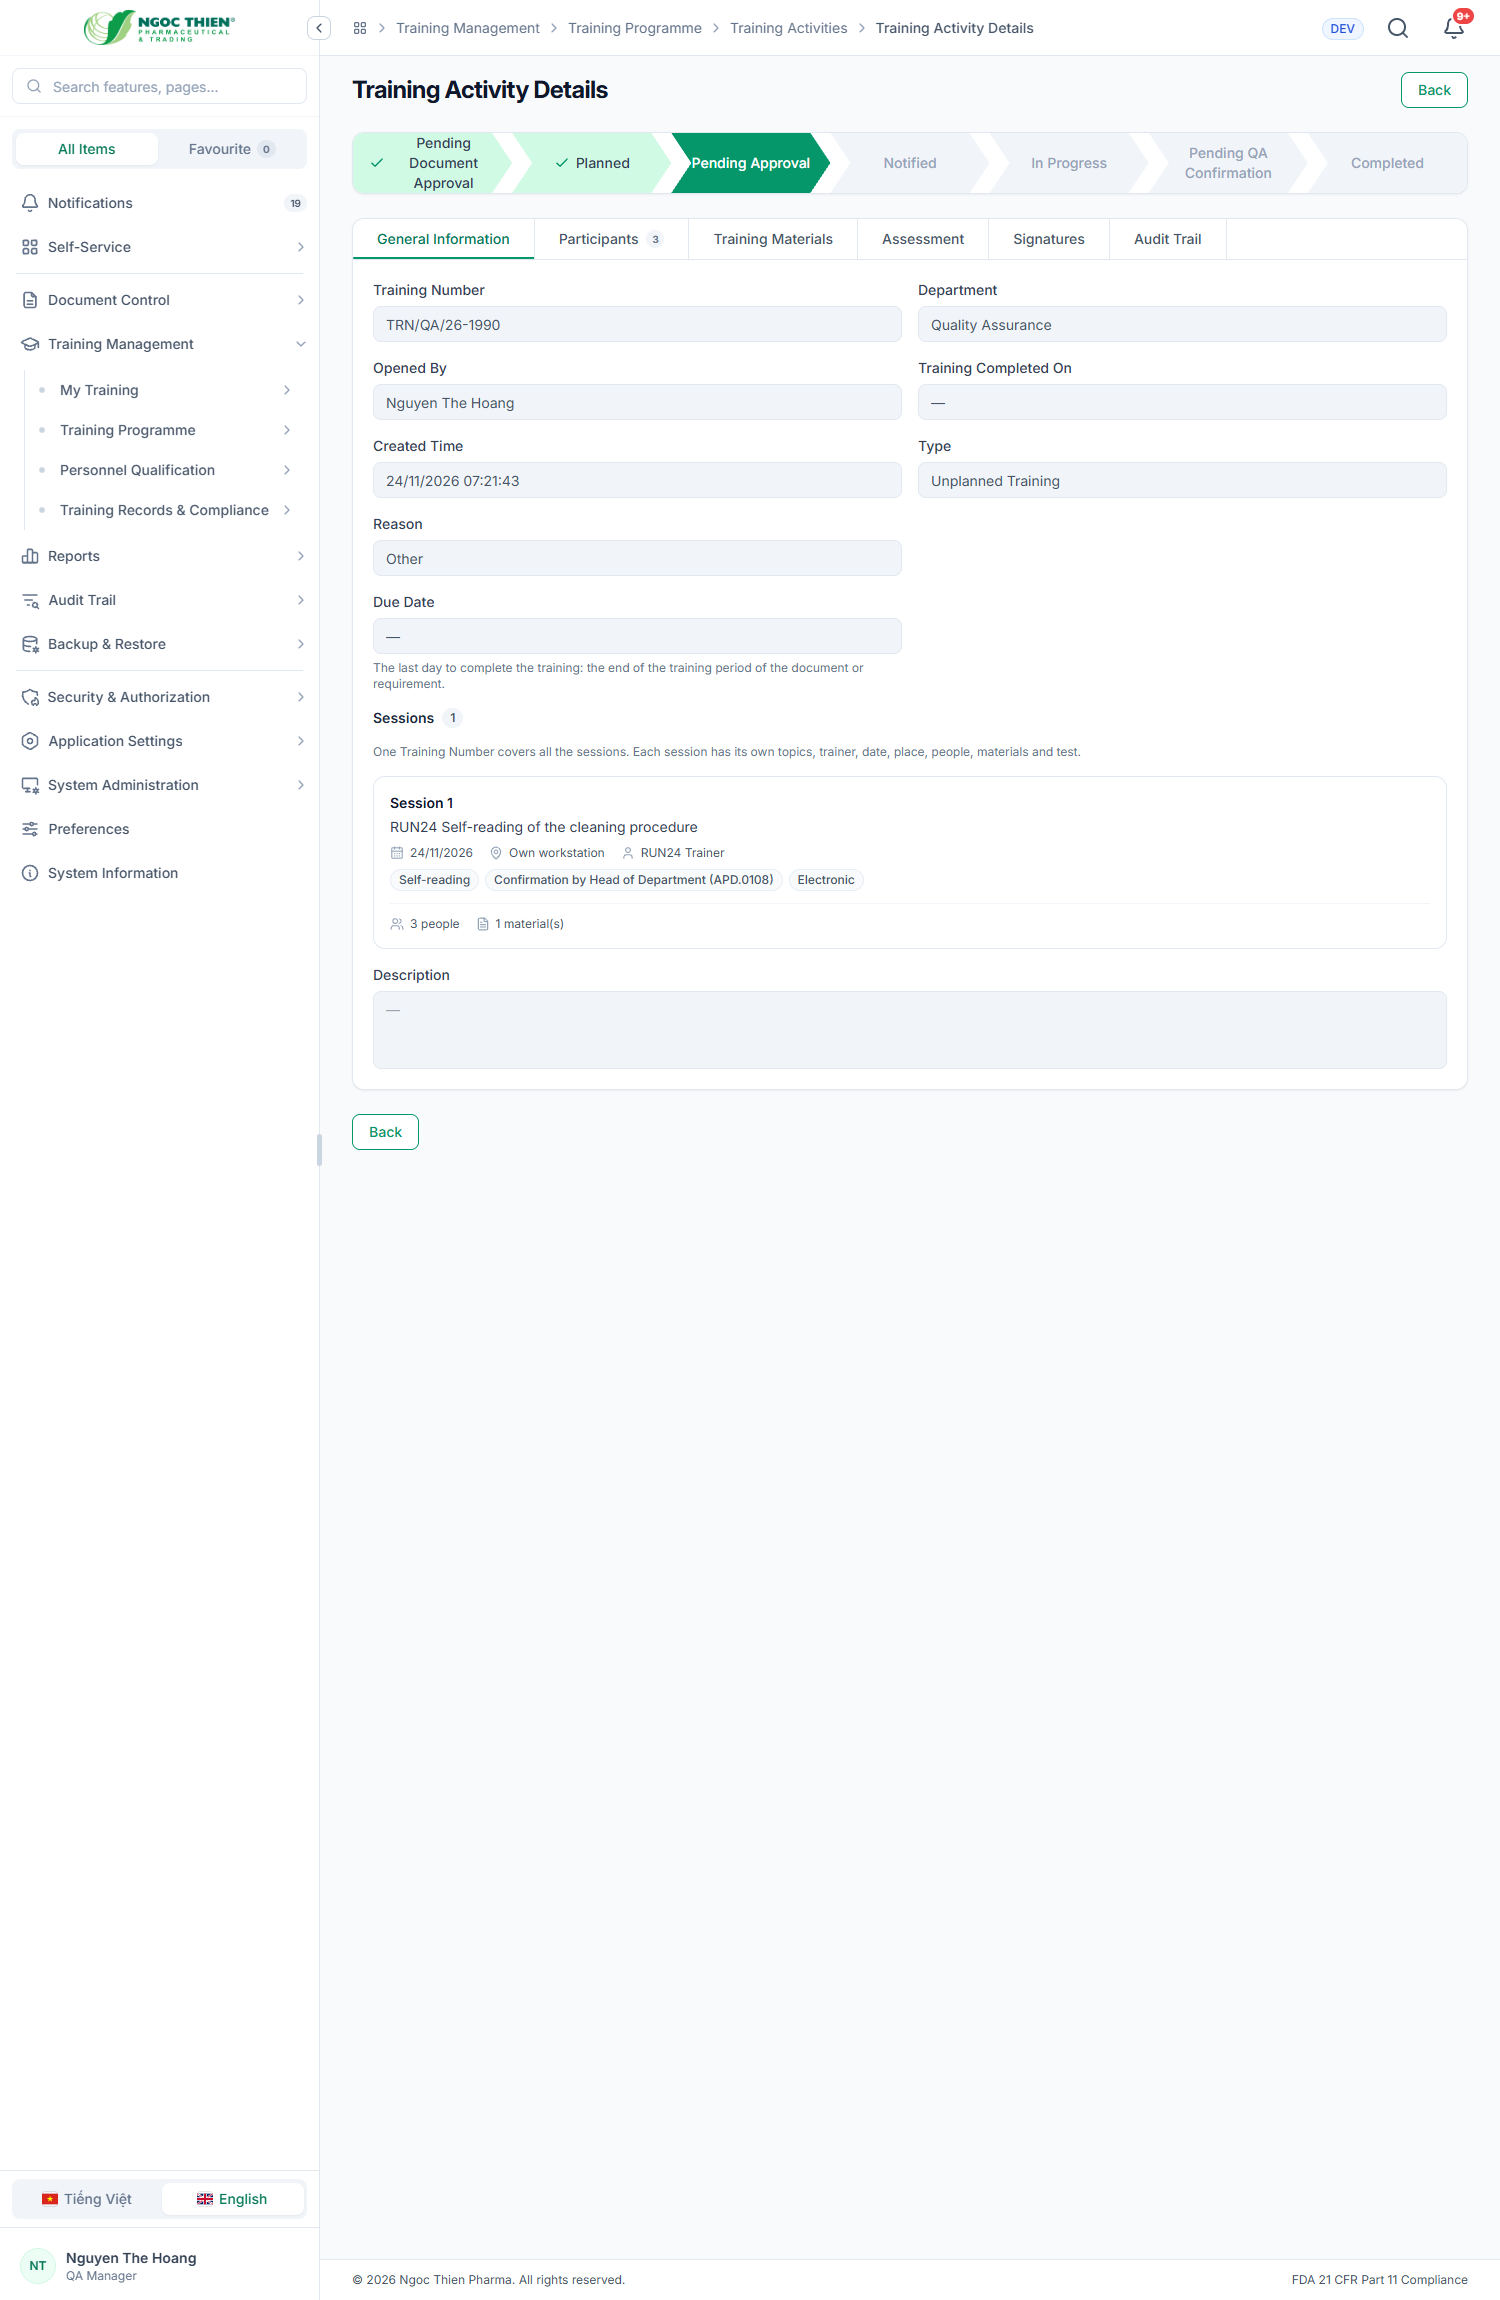 NGOC THIEN®
PHARMACEUTICAL
& TRADING
Search features, pages...
All Items
Favourite 0
Notifications 19
Self-Service
Document Control
Training Management
My Training
Training Programme
Personnel Qualification
Training Records & Compliance
Reports
Audit Trail
Backup & Restore
Security & Authorization
Application Settings
System Administration
Preferences
System Information
Tiếng Việt
English
NT
Nguyen The Hoang
QA Manager
Training Management
Training Programme
Training Activities
Training Activity Details
DEV
9+
Training Activity Details
Back
Pending
Document
Approval
Planned
Pending Approval
Notified
In Progress
Pending QA
Confirmation
Completed
General Information
Participants 3
Training Materials
Assessment
Signatures
Audit Trail
Training Number
TRN/QA/26-1990
Department
Quality Assurance
Opened By
Nguyen The Hoang
Training Completed On
—
Created Time
24/11/2026 07:21:43
Type
Unplanned Training
Reason
Other
Due Date
—
The last day to complete the training: the end of the training period of the document or
requirement.
Sessions 1
One Training Number covers all the sessions. Each session has its own topics, trainer, date, place, people, materials and test.
Session 1
RUN24 Self-reading of the cleaning procedure
24/11/2026 Own workstation RUN24 Trainer
Self-reading Confirmation by Head of Department (APD.0108) Electronic
3 people 1 material(s)
Description
—
Back
© 2026 Ngoc Thien Pharma. All rights reserved.
FDA 21 CFR Part 11 Compliance